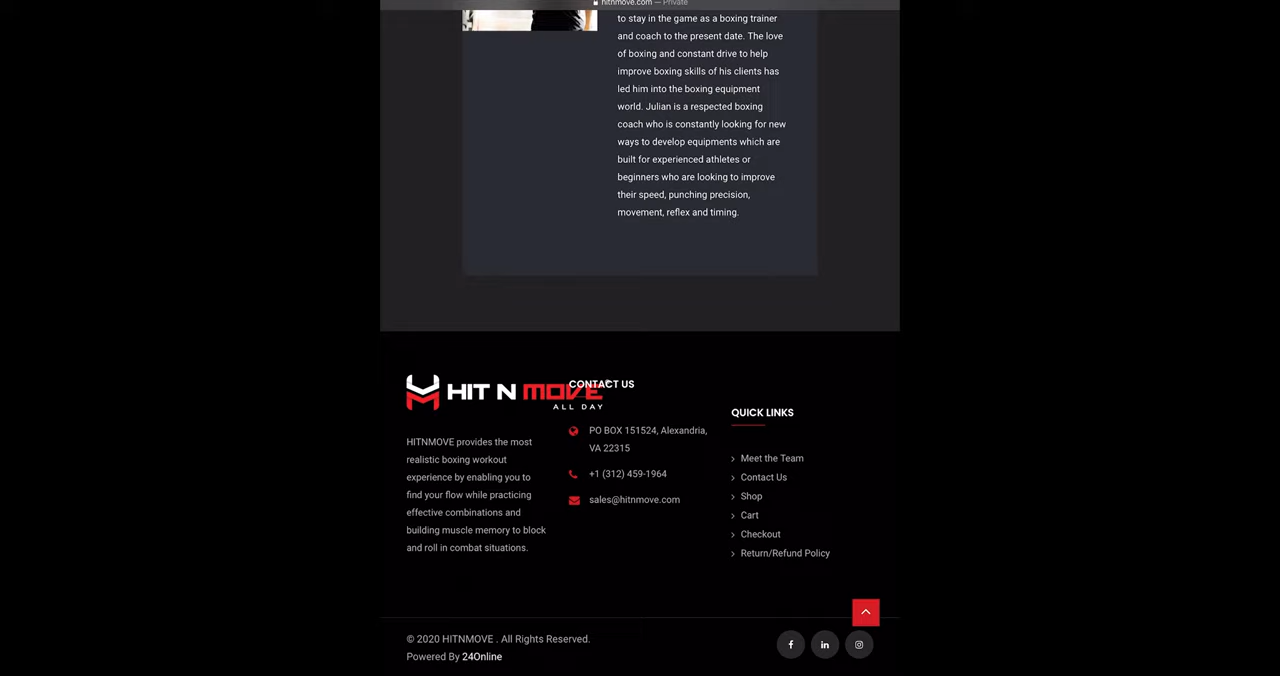 hitnmove.com — Private
to stay in the game as a boxing trainer
and coach to the present date. The love
of boxing and constant drive to help
improve boxing skills of his clients has
led him into the boxing equipment
world. Julian is a respected boxing
coach who is constantly looking for new
ways to develop equipments which are
built for experienced athletes or
beginners who are looking to improve
their speed, punching precision,
movement, reflex and timing.
HIT N MOVE
ALL DAY
HITNMOVE provides the most
realistic boxing workout
experience by enabling you to
find your flow while practicing
effective combinations and
building muscle memory to block
and roll in combat situations.
CONTACT US
PO BOX 151524, Alexandria,
VA 22315
+1 (312) 459-1964
sales@hitnmove.com
QUICK LINKS
Meet the Team
Contact Us
Shop
Cart
Checkout
Return/Refund Policy
© 2020 HITNMOVE . All Rights Reserved.
Powered By 24Online